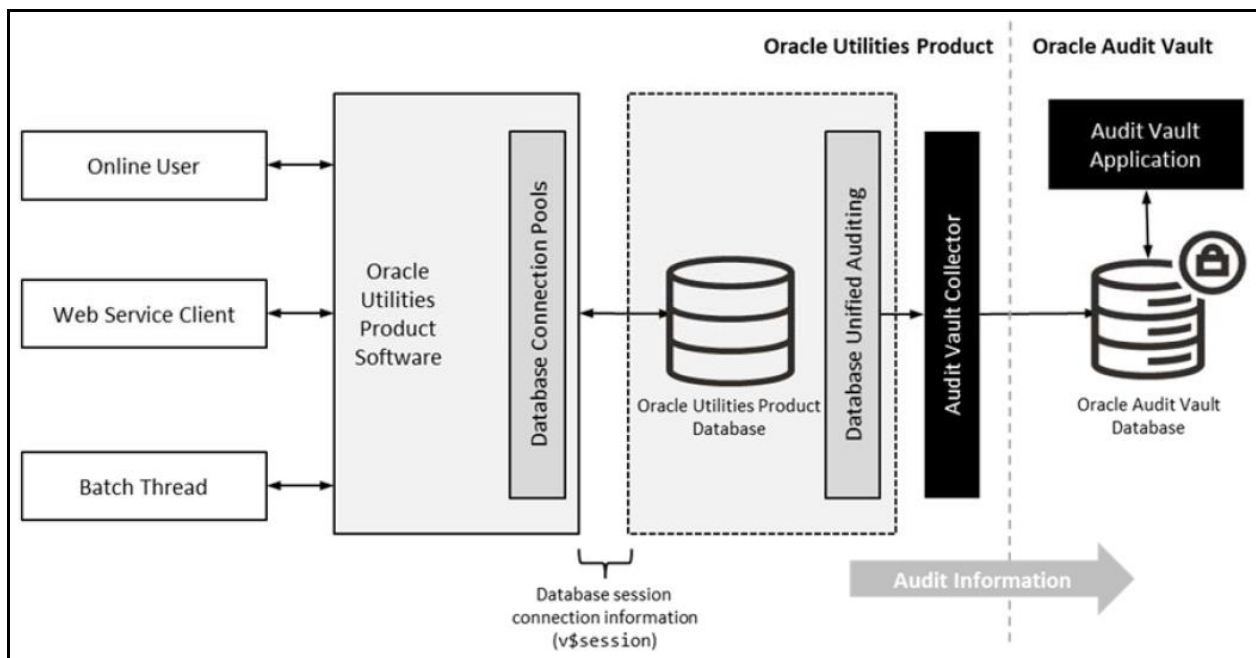 Oracle Utilities Product
Oracle Audit Vault
Online User
Web Service Client
Batch Thread
Oracle
Utilities
Product
Software
Database Connection Pools
Oracle Utilities Product
Database
Database Unified Auditing
Audit Vault Collector
Audit Vault
Application
Oracle Audit Vault
Database
Database session
connection information
(v$session)
Audit Information